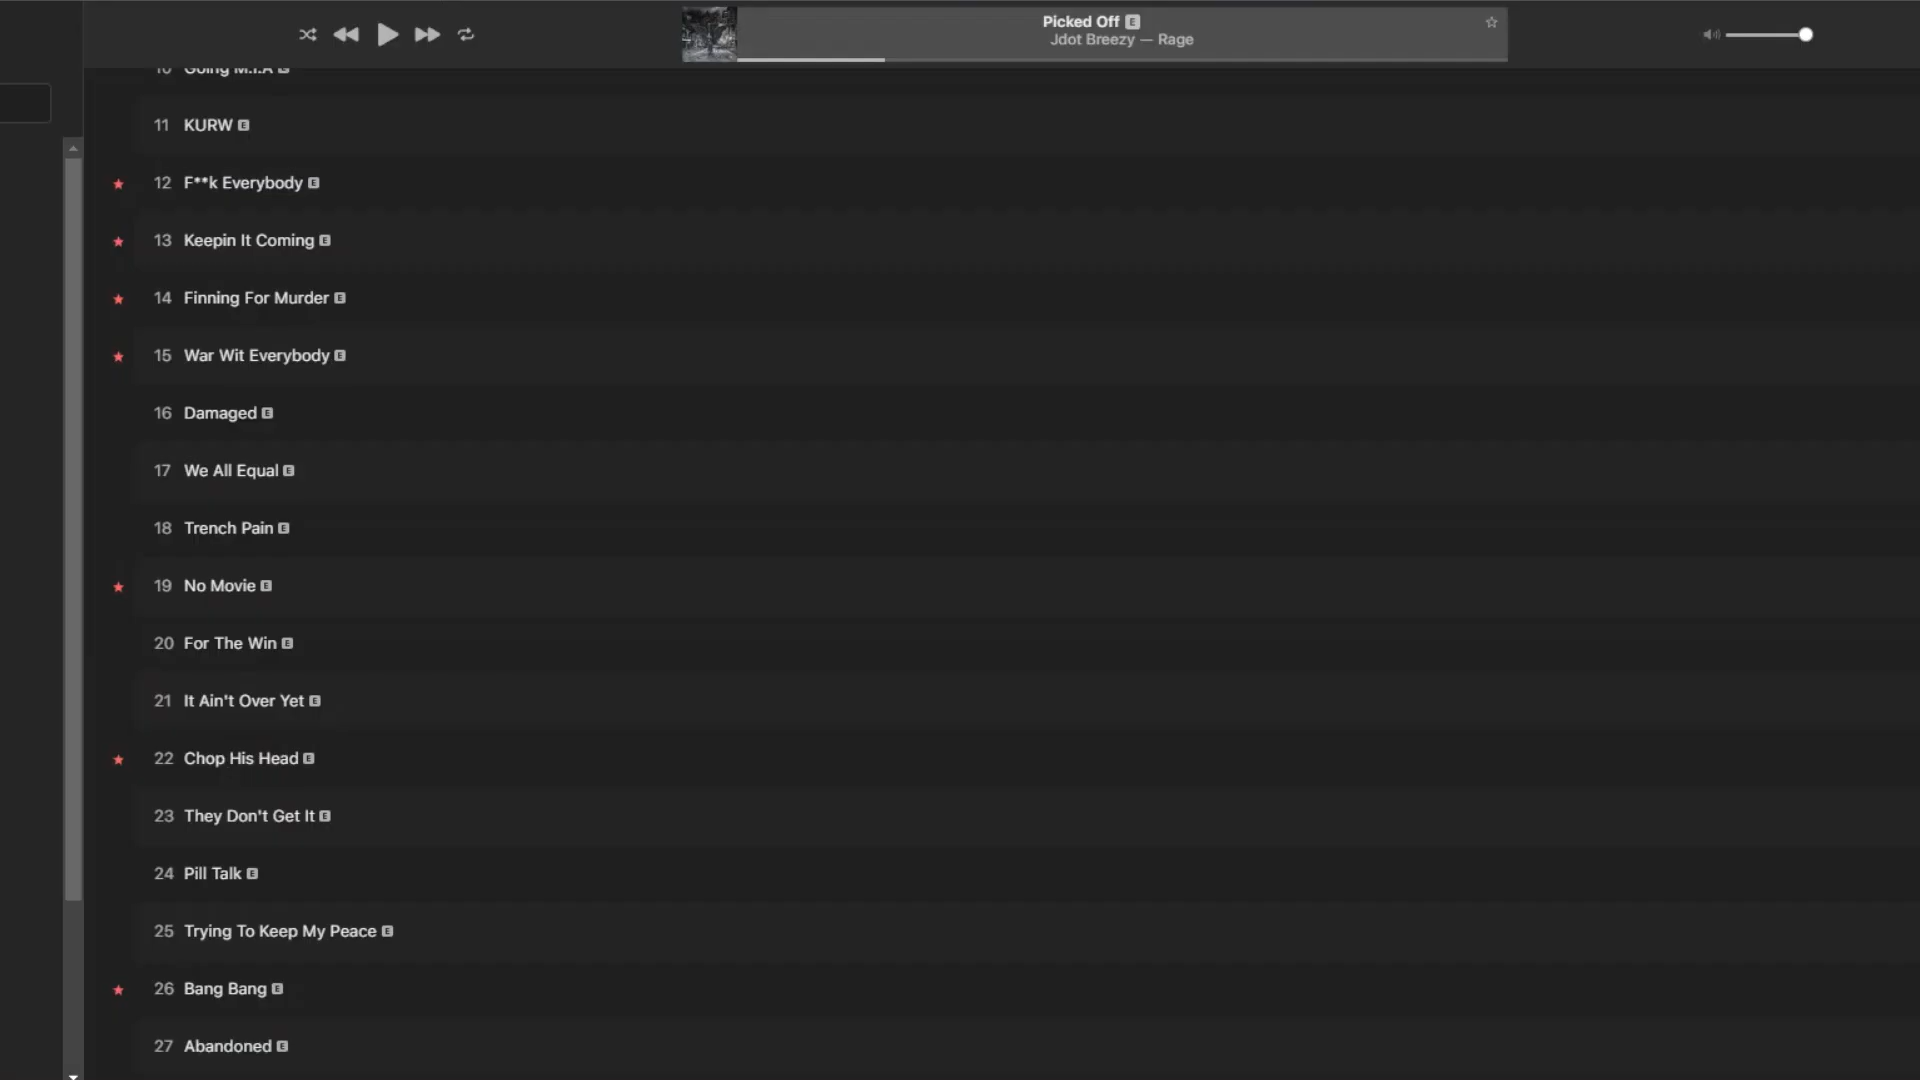 Picked Off E
Jdot Breezy — Rage
10 Going M.I.A E
11 KURW E
12 F**k Everybody E
13 Keepin It Coming E
14 Finning For Murder E
15 War Wit Everybody E
16 Damaged E
17 We All Equal E
18 Trench Pain E
19 No Movie E
20 For The Win E
21 It Ain't Over Yet E
22 Chop His Head E
23 They Don't Get It E
24 Pill Talk E
25 Trying To Keep My Peace E
26 Bang Bang E
27 Abandoned E